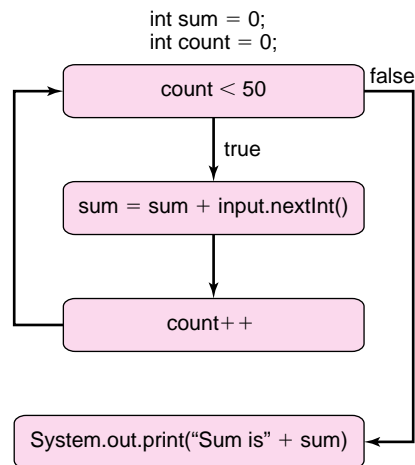 int sum = 0;
int count = 0;
count < 50
false
true
sum = sum + input.nextInt()
count++
System.out.print(“Sum is” + sum)